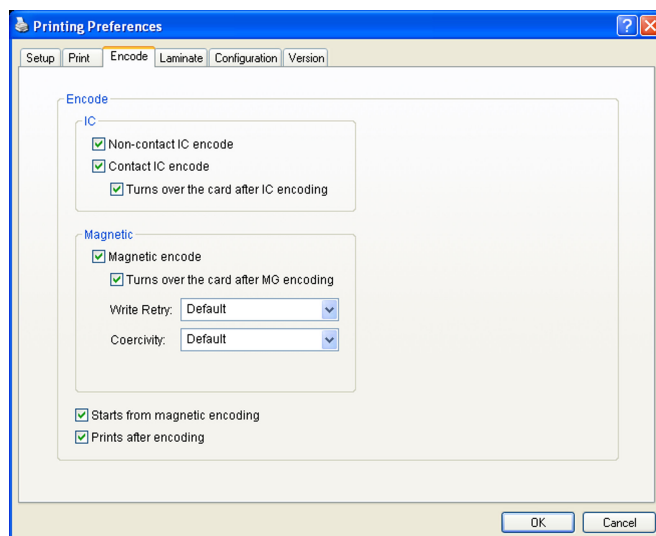 Printing Preferences
Setup Print Encode Laminate Configuration Version
Encode
IC
Non-contact IC encode
Contact IC encode
Turns over the card after IC encoding
Magnetic
Magnetic encode
Turns over the card after MG encoding
Write Retry: Default
Coercivity: Default
Starts from magnetic encoding
Prints after encoding
OK Cancel